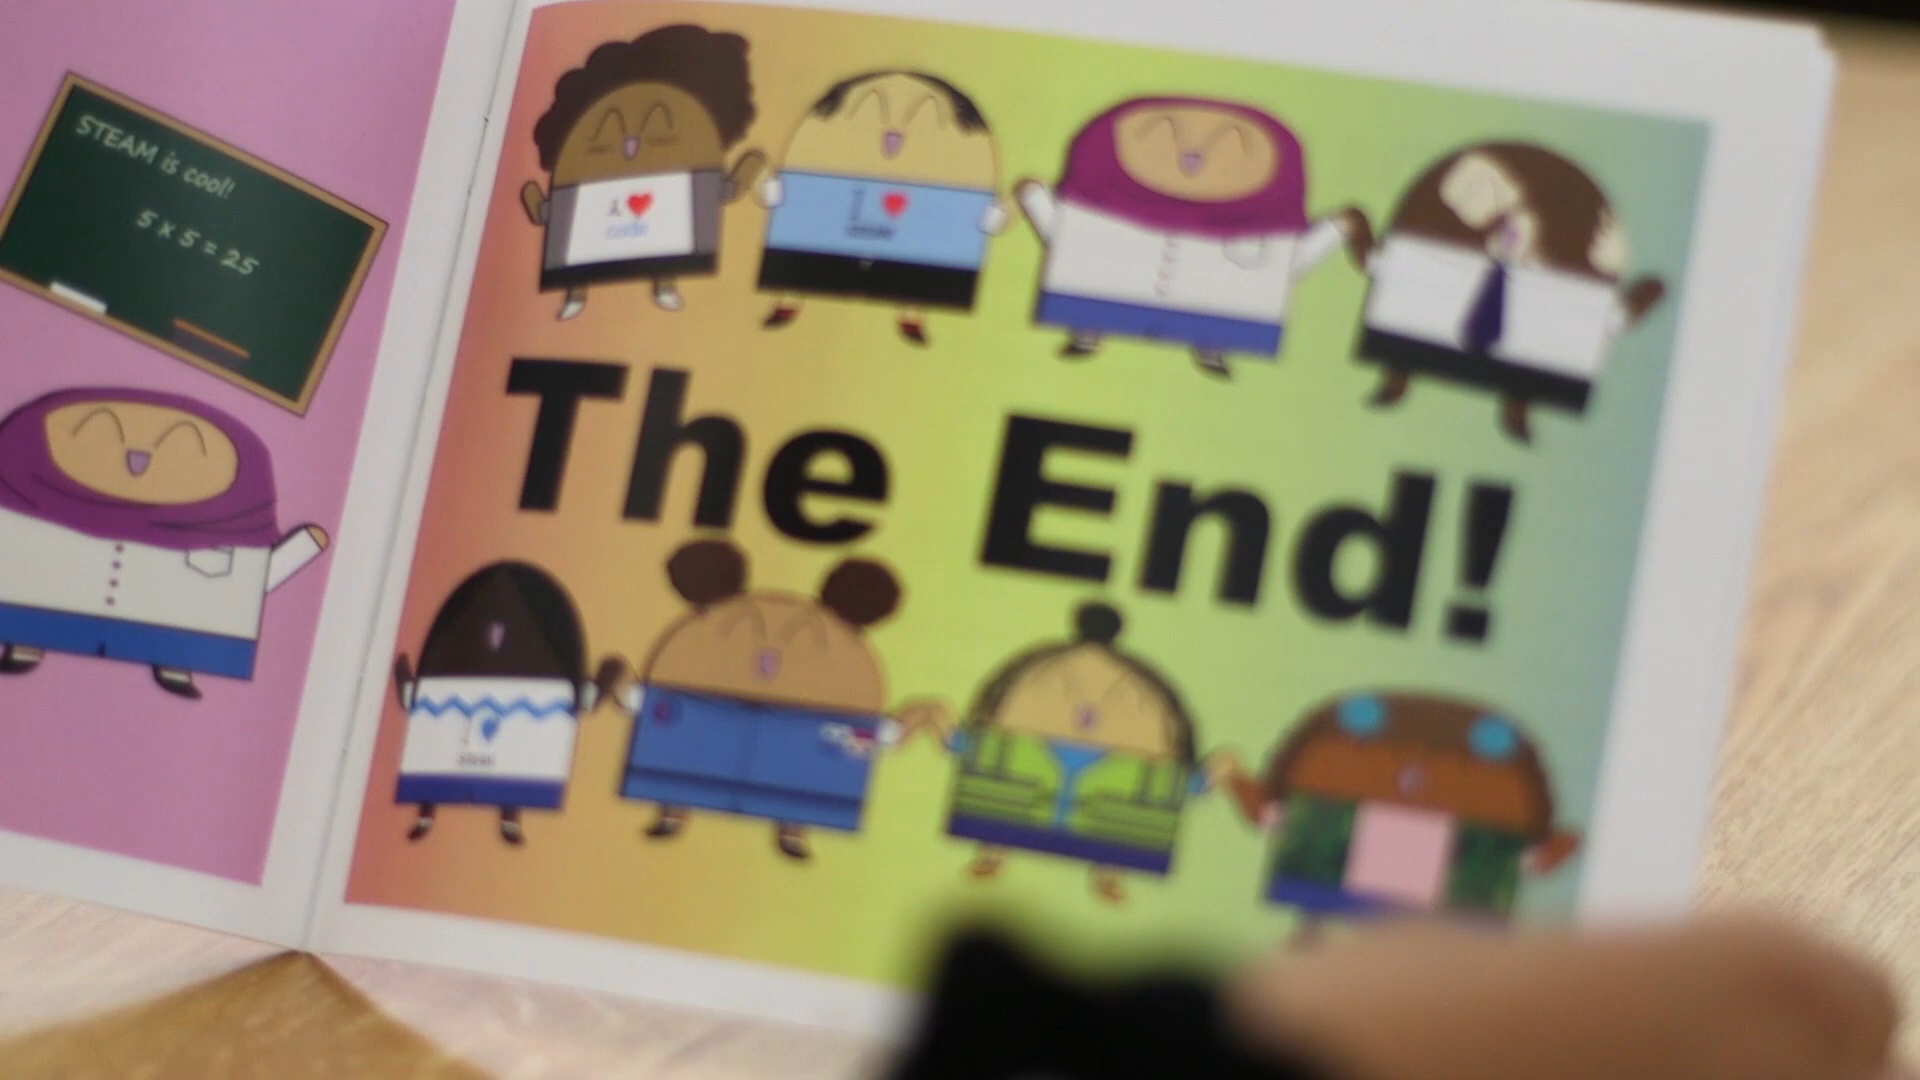 STEAM is cool!
5 x 5 = 25
I
I
The End!
I